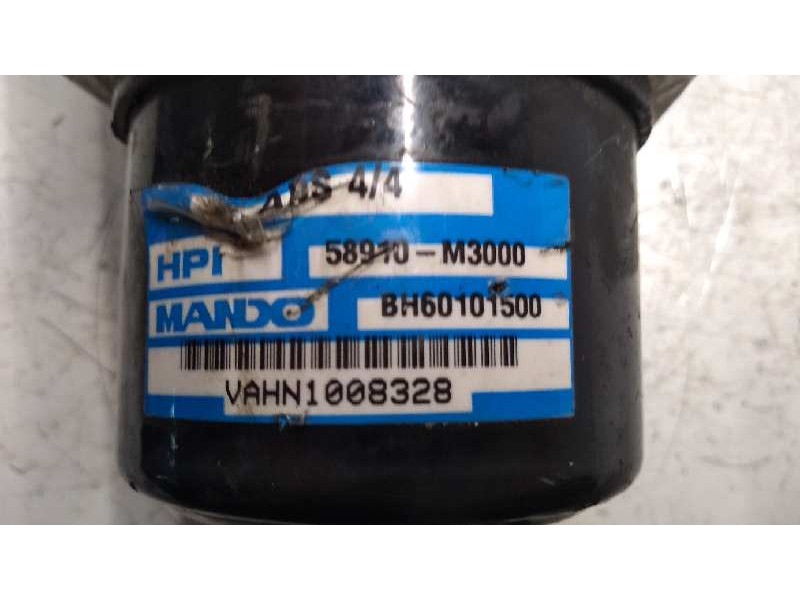 ABS 4/4
HPI 58910-M3000
MANDO BH60101500
VAHN1008328